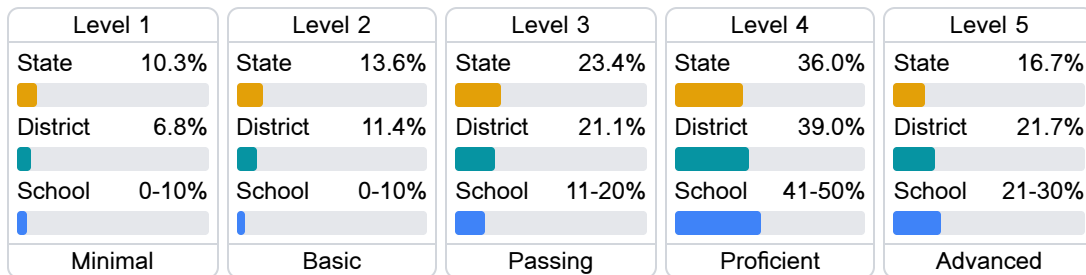 Level 1
State 10.3%
District 6.8%
School 0-10%
Minimal
Level 2
State 13.6%
District 11.4%
School 0-10%
Basic
Level 3
State 23.4%
District 21.1%
School 11-20%
Passing
Level 4
State 36.0%
District 39.0%
School 41-50%
Proficient
Level 5
State 16.7%
District 21.7%
School 21-30%
Advanced